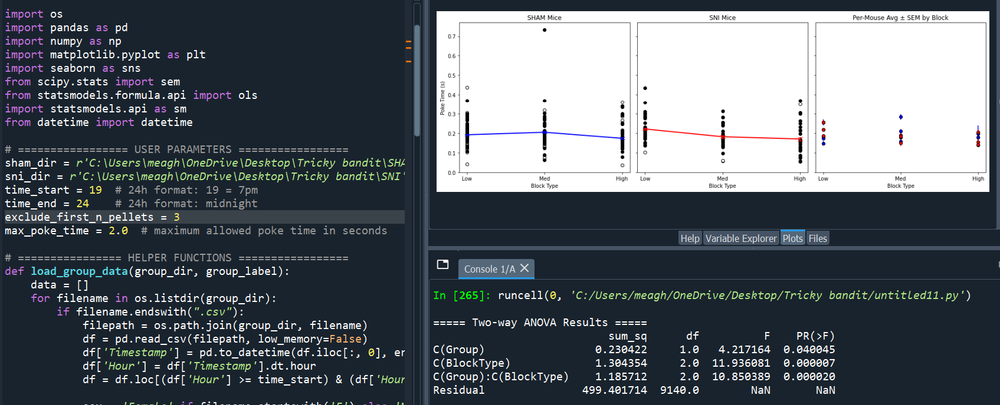 import os
import pandas as pd
import numpy as np
import matplotlib.pyplot as plt
import seaborn as sns
from scipy.stats import sem
from statsmodels.formula.api import ols
import statsmodels.api as sm
from datetime import datetime
# ================= USER PARAMETERS =================
sham_dir = r'C:\Users\meagh\OneDrive\Desktop\Tricky bandit\SHA
sni_dir = r'C:\Users\meagh\OneDrive\Desktop\Tricky bandit\SNI'
time_start = 19  # 24h format: 19 = 7pm
time_end = 24    # 24h format: midnight
exclude_first_n_pellets = 3
max_poke_time = 2.0  # maximum allowed poke time in seconds
# ================ HELPER FUNCTIONS =================
def load_group_data(group_dir, group_label):
    data = []
    for filename in os.listdir(group_dir):
        if filename.endswith(".csv"):
            filepath = os.path.join(group_dir, filename)
            df = pd.read_csv(filepath, low_memory=False)
            df['Timestamp'] = pd.to_datetime(df.iloc[:, 0], er
            df['Hour'] = df['Timestamp'].dt.hour
            df = df.loc[(df['Hour'] >= time_start) & (df['Hour
SHAM Mice
SNI Mice
Per-Mouse Avg ± SEM by Block
Poke Time (s)
0.7
0.6
0.5
0.4
0.3
0.2
0.1
0.0
Low Med High
Low Med High
Low Med High
Block Type
Block Type
Block Type
Help Variable Explorer Plots Files
Console 1/A
In [265]: runcell(0, 'C:/Users/meagh/OneDrive/Desktop/Tricky bandit/untitled11.py')
===== Two-way ANOVA Results =====
                           sum_sq      df          F    PR(>F)
C(Group)                 0.230422     1.0   4.217164  0.040045
C(BlockType)             1.304354     2.0  11.936081  0.000007
C(Group):C(BlockType)    1.185712     2.0  10.850389  0.000020
Residual               499.401714  9140.0        NaN       NaN